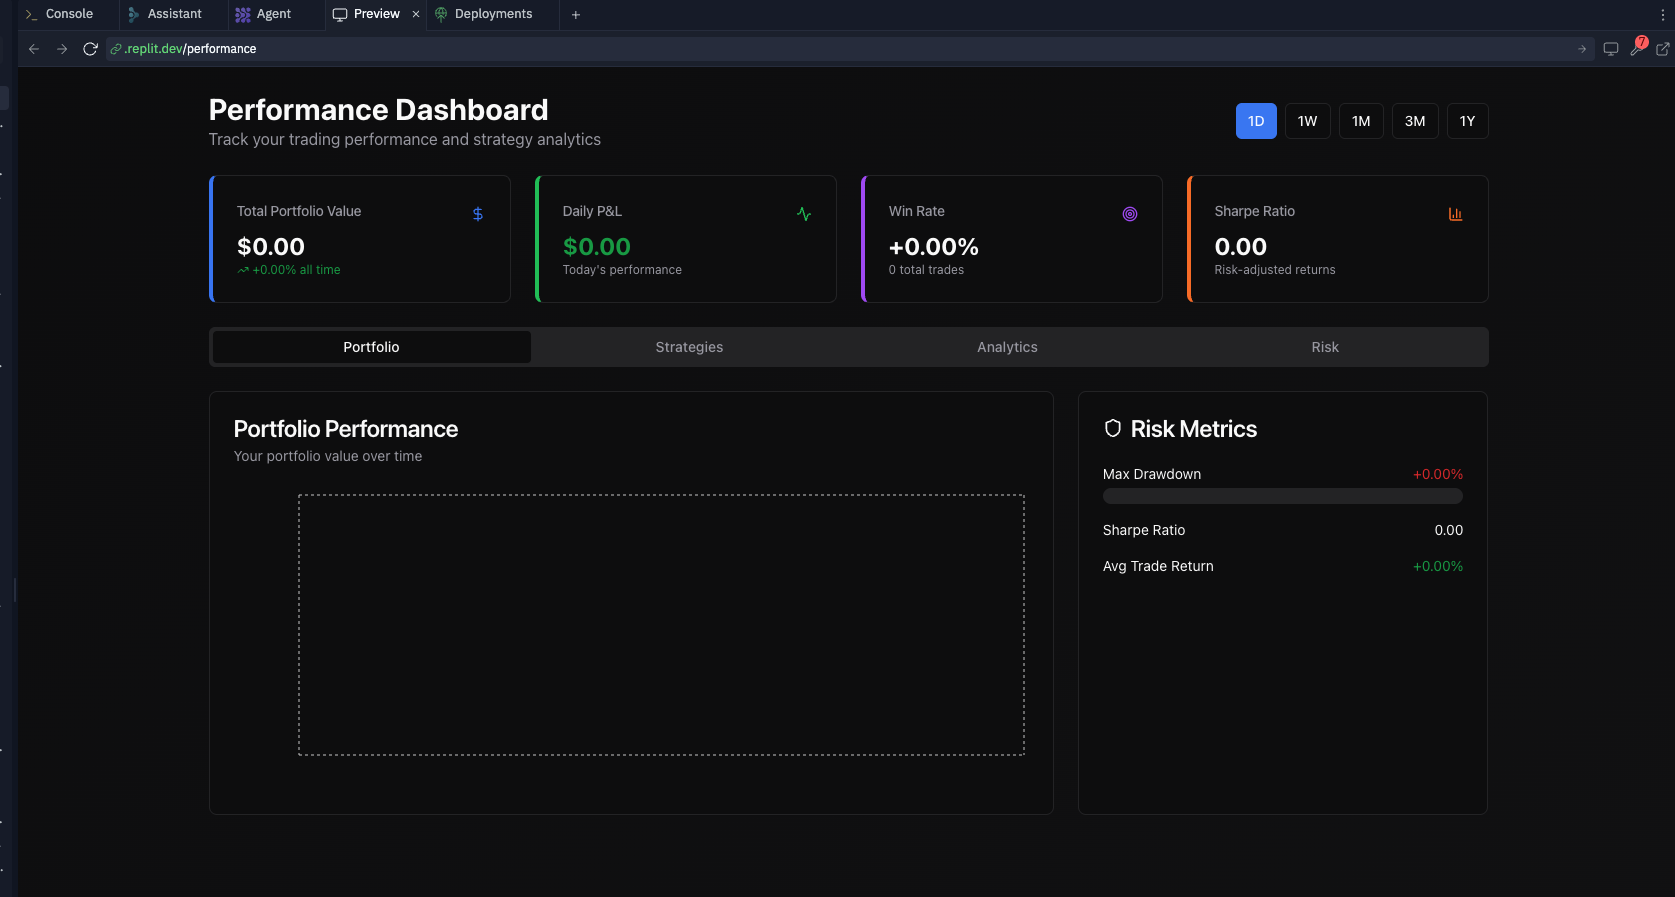 Console
Assistant
Agent
Preview
Deployments
.replit.dev/performance
7
Performance Dashboard
Track your trading performance and strategy analytics
1D
1W
1M
3M
1Y
Total Portfolio Value
$0.00
+0.00% all time
Daily P&L
$0.00
Today's performance
Win Rate
+0.00%
0 total trades
Sharpe Ratio
0.00
Risk-adjusted returns
Portfolio
Strategies
Analytics
Risk
Portfolio Performance
Your portfolio value over time
Risk Metrics
Max Drawdown +0.00%
Sharpe Ratio 0.00
Avg Trade Return +0.00%